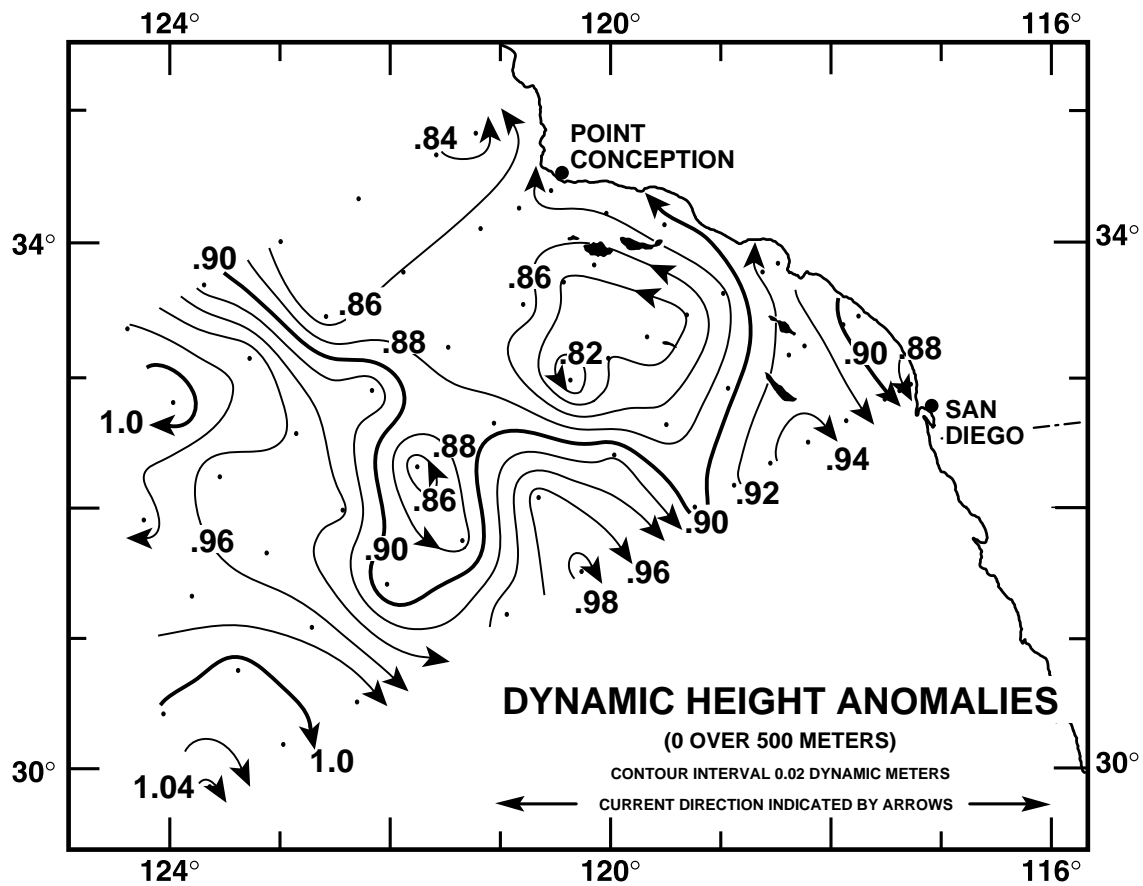 124° 120° 116°
.84
POINT
CONCEPTION
34° 34°
.90
.86
.86
.88
.82
.90 .88
1.0
SAN
DIEGO
.88
.94
.86
.92
.90
.96
.90
.96
.98
DYNAMIC HEIGHT ANOMALIES
(0 OVER 500 METERS)
1.0
30° 30°
CONTOUR INTERVAL 0.02 DYNAMIC METERS
1.04
CURRENT DIRECTION INDICATED BY ARROWS
124° 120° 116°